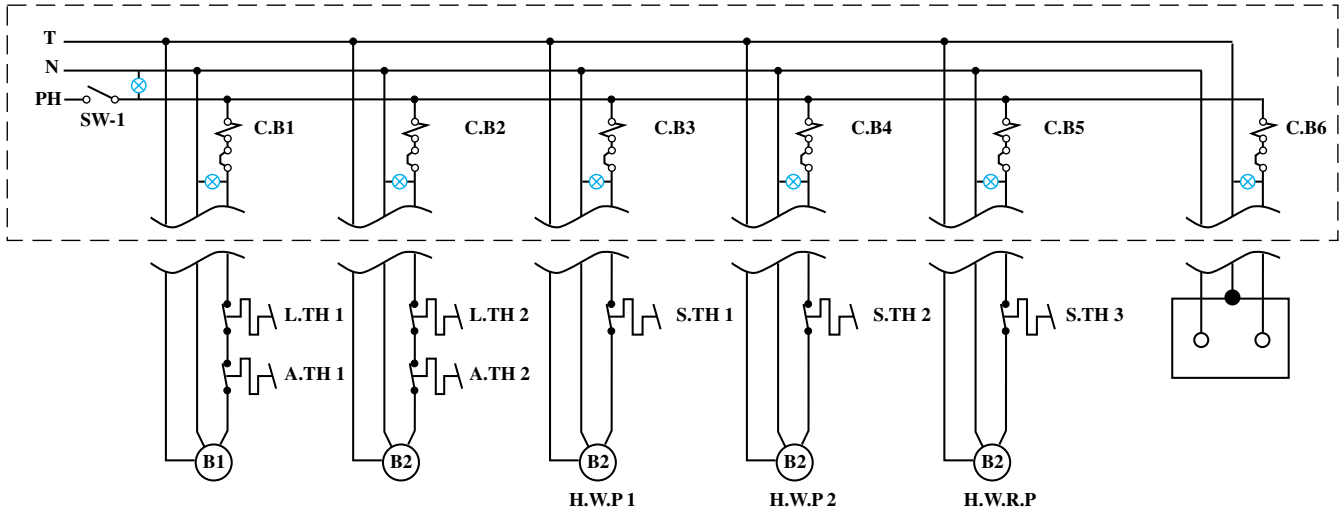 T
N
PH
SW-1
C.B1 C.B2 C.B3 C.B4 C.B5 C.B6
L.TH 1 L.TH 2 S.TH 1 S.TH 2 S.TH 3
A.TH 1 A.TH 2
B1 B2 B2 B2 B2
H.W.P 1 H.W.P 2 H.W.R.P